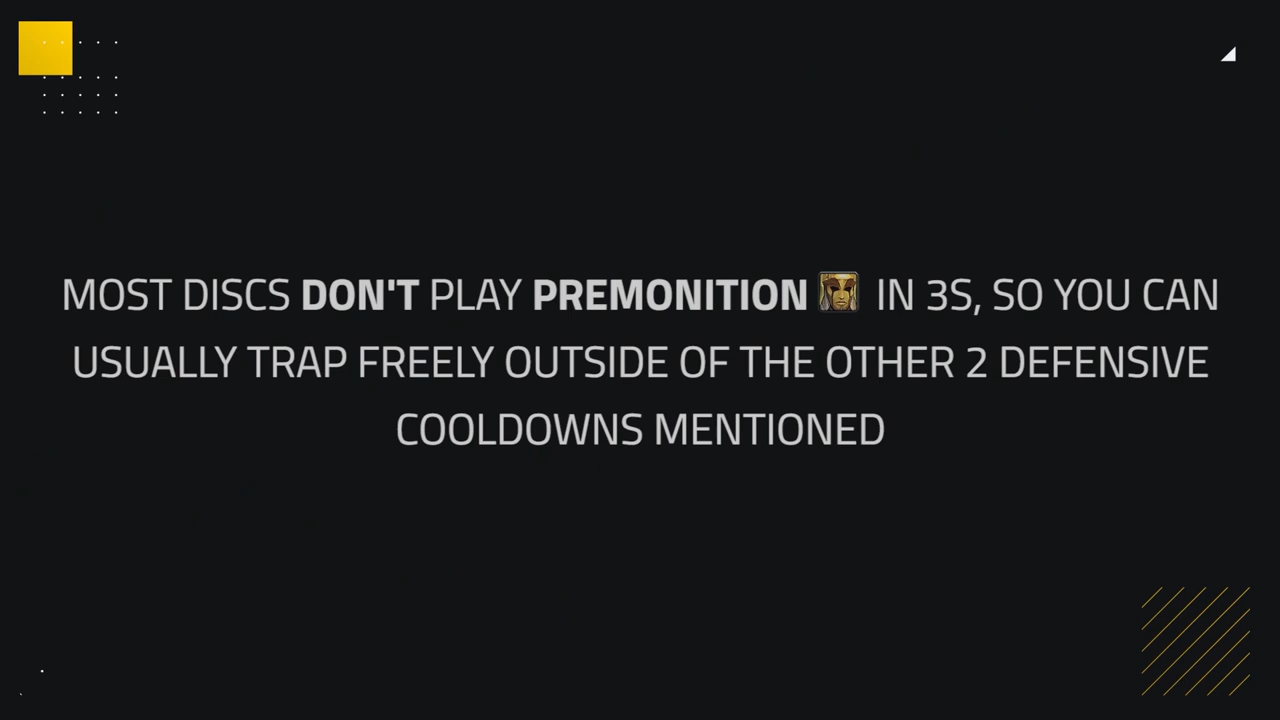 MOST DISCS DON'T PLAY PREMONITION IN 3S, SO YOU CAN
USUALLY TRAP FREELY OUTSIDE OF THE OTHER 2 DEFENSIVE
COOLDOWNS MENTIONED